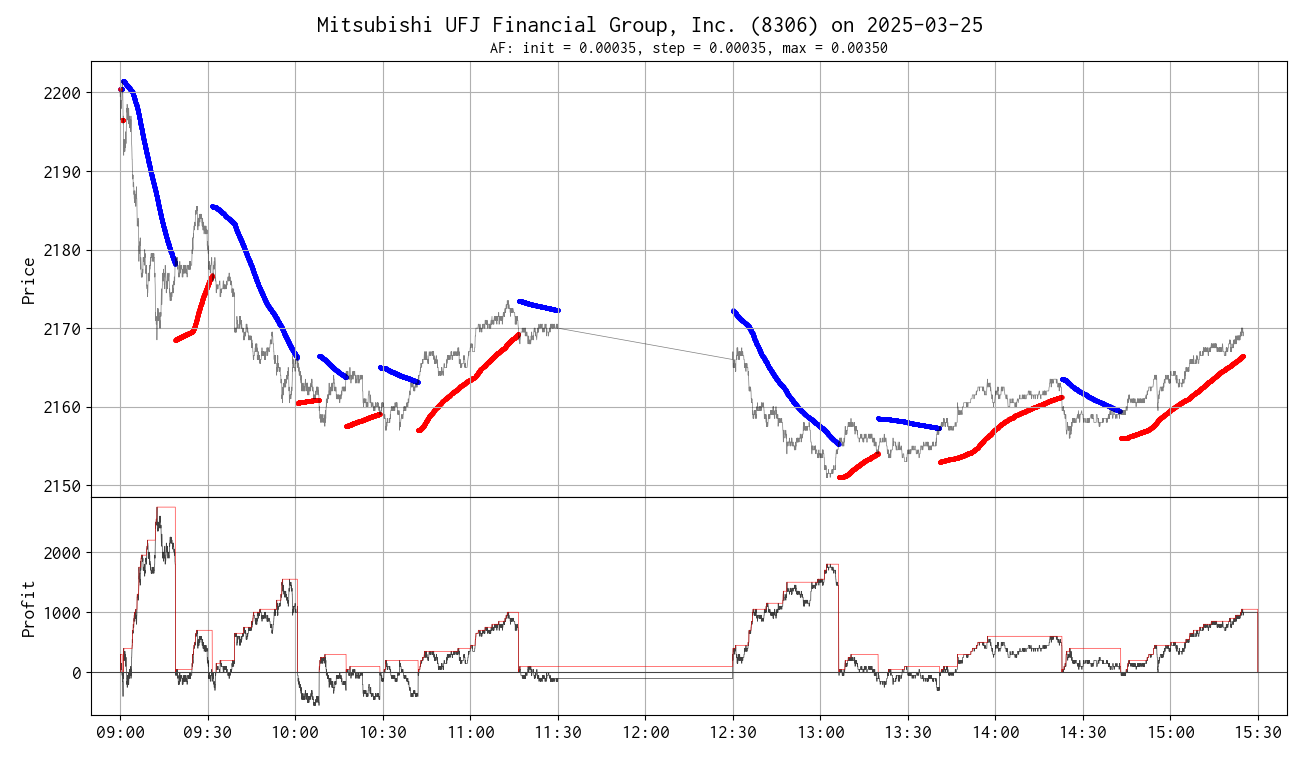 Mitsubishi UFJ Financial Group, Inc. (8306) on 2025-03-25
AF: init = 0.00035, step = 0.00035, max = 0.00350
Price
2200
2190
2180
2170
2160
2150
Profit
2000
1000
0
09:00 09:30 10:00 10:30 11:00 11:30 12:00 12:30 13:00 13:30 14:00 14:30 15:00 15:30